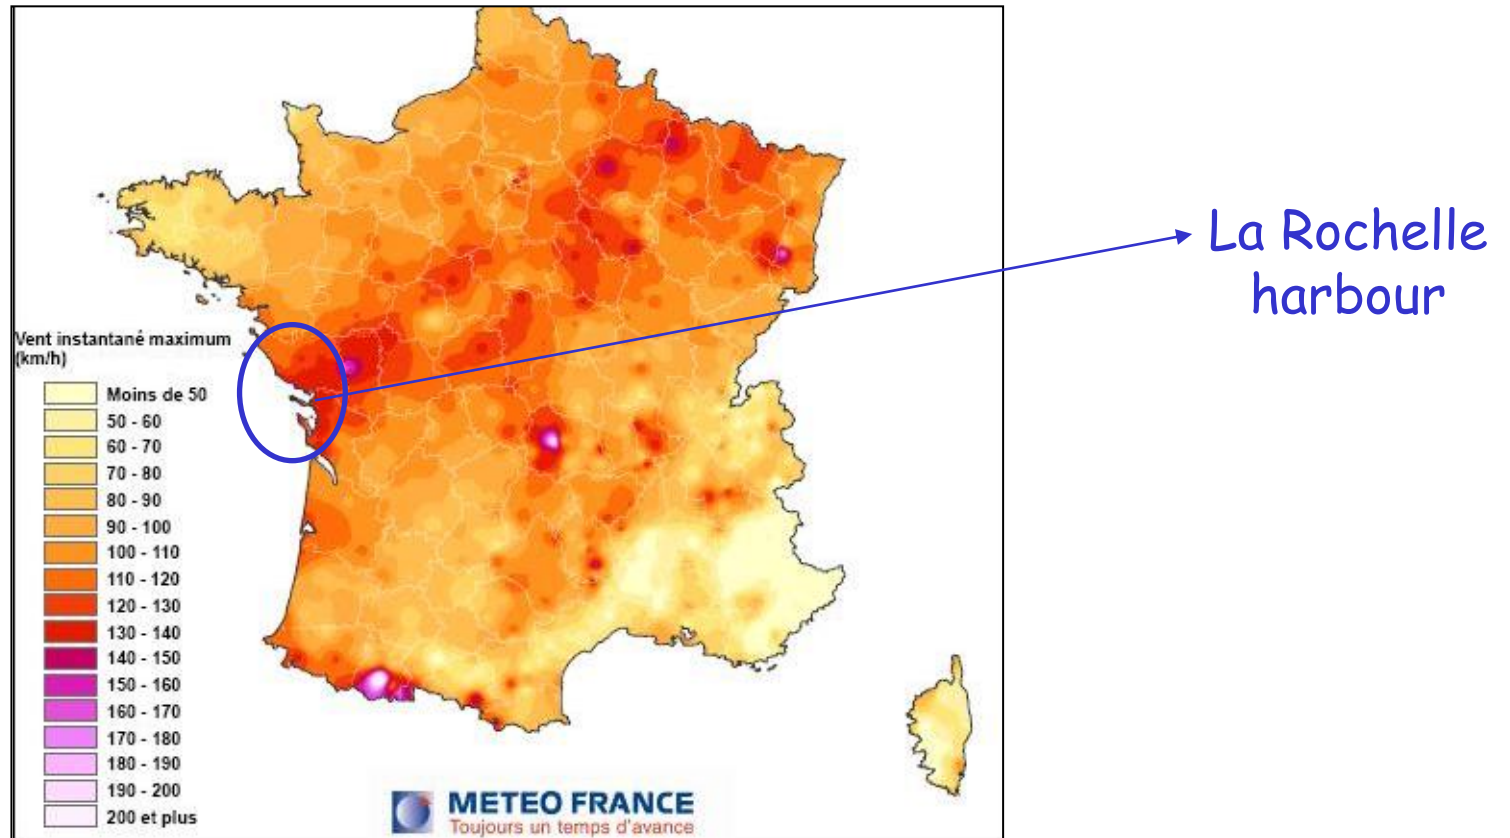 La Rochelle
harbour
Vent instantané maximum
(km/h)
Moins de 50
50 - 60
60 - 70
70 - 80
80 - 90
90 - 100
100 - 110
110 - 120
120 - 130
130 - 140
140 - 150
150 - 160
160 - 170
170 - 180
180 - 190
190 - 200
200 et plus
METEO FRANCE
Toujours un temps d'avance